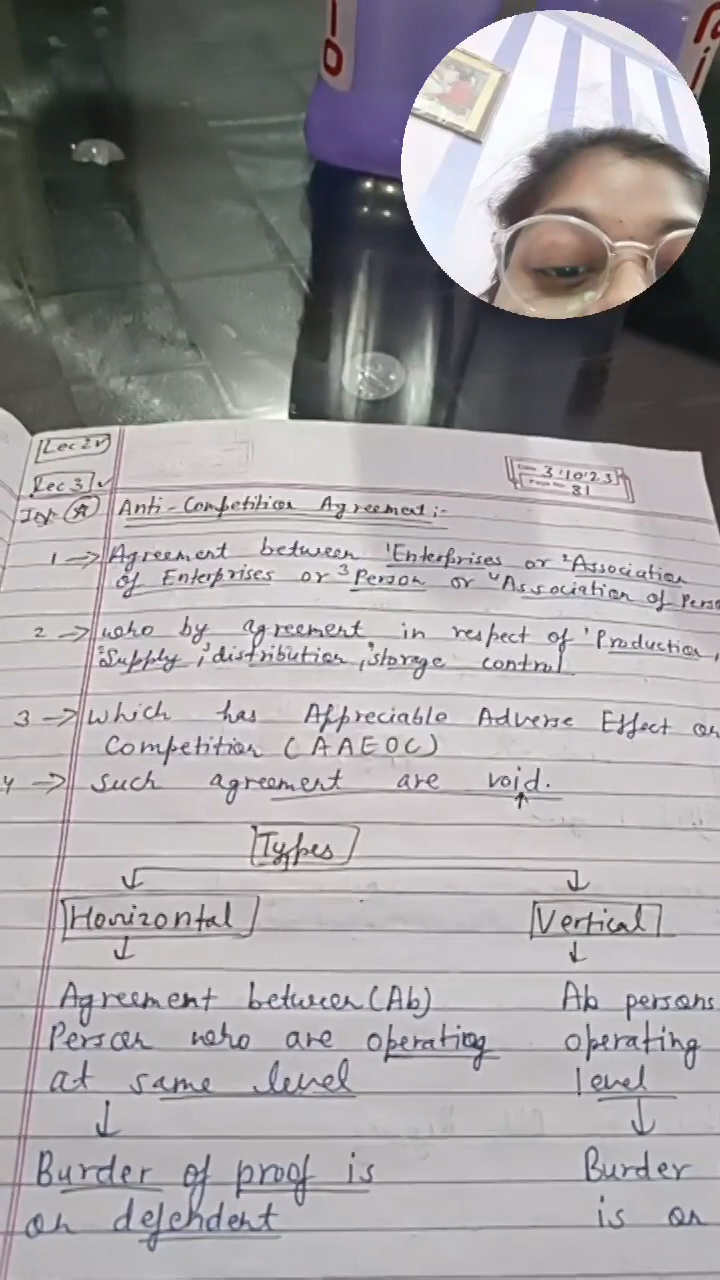 Lec 2
Lec 3
3 10 23
81
Anti-Competition Agreement :-
1 → Agreement between 1Enterprises or 2Association
of Enterprises or 3Person or 4Association of Perso
2 → who by agreement in respect of 1Production,
2Supply, 3distribution, 4storage control
3 → which has Appreciable Adverse Effect on
Competition (AAEOC)
4 → such agreement are void.
Types
Horizontal Vertical
Agreement between (Ab) Ab persons
Person who are operating operating
at same level level
Burder of proof is Burder
on defendent is on